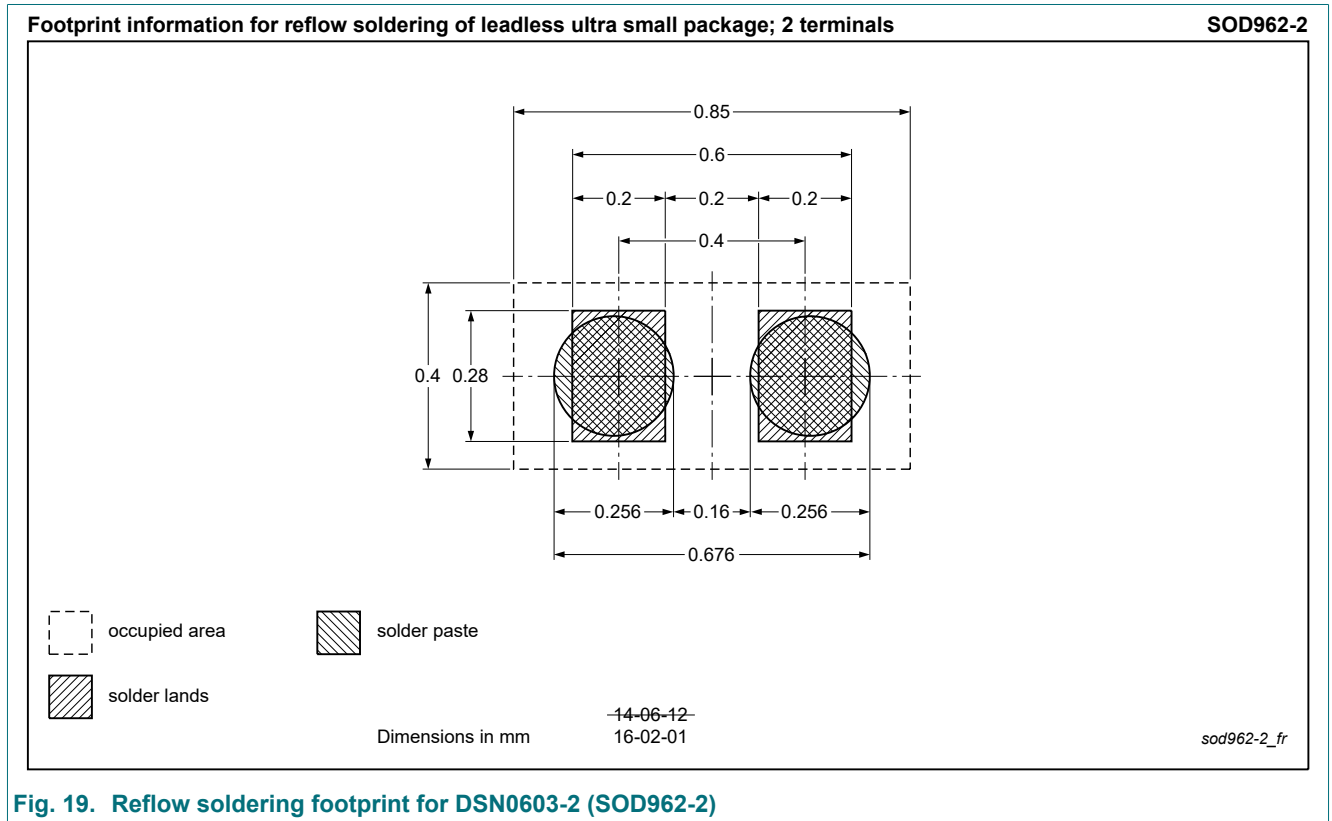 Footprint information for reflow soldering of leadless ultra small package; 2 terminals SOD962-2
0.85
0.6
0.2 0.2 0.2
0.4
0.4 0.28
0.256 0.16 0.256
0.676
occupied area solder paste
solder lands
14-06-12
Dimensions in mm 16-02-01 sod962-2_fr
Fig. 19. Reflow soldering footprint for DSN0603-2 (SOD962-2)